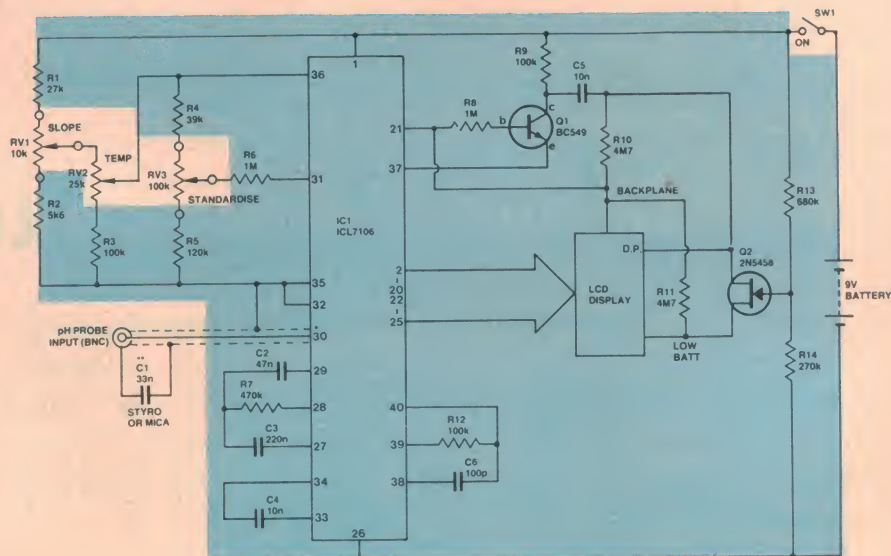 SW1
ON
R1
27k
SLOPE
RV1
10k
R2
5k6
TEMP
RV2
25k
R3
100k
R4
39k
RV3
100k
STANDARDISE
R5
120k
R6
1M
pH PROBE
INPUT (BNC)
C1
33n
STYRO
OR MICA
C2
47n
R7
470k
C3
220n
C4
10n
1
36
31
35
32
30
29
28
27
34
33
26
IC1
ICL7106
21
37
2
20
22
25
40
39
38
R8
1M
b
c
e
Q1
BC549
R9
100k
C5
10n
R10
4M7
BACKPLANE
LCD
DISPLAY
D.P.
R11
4M7
LOW
BATT
Q2
2N5458
R12
100k
C6
100p
R13
680k
R14
270k
9V
BATTERY